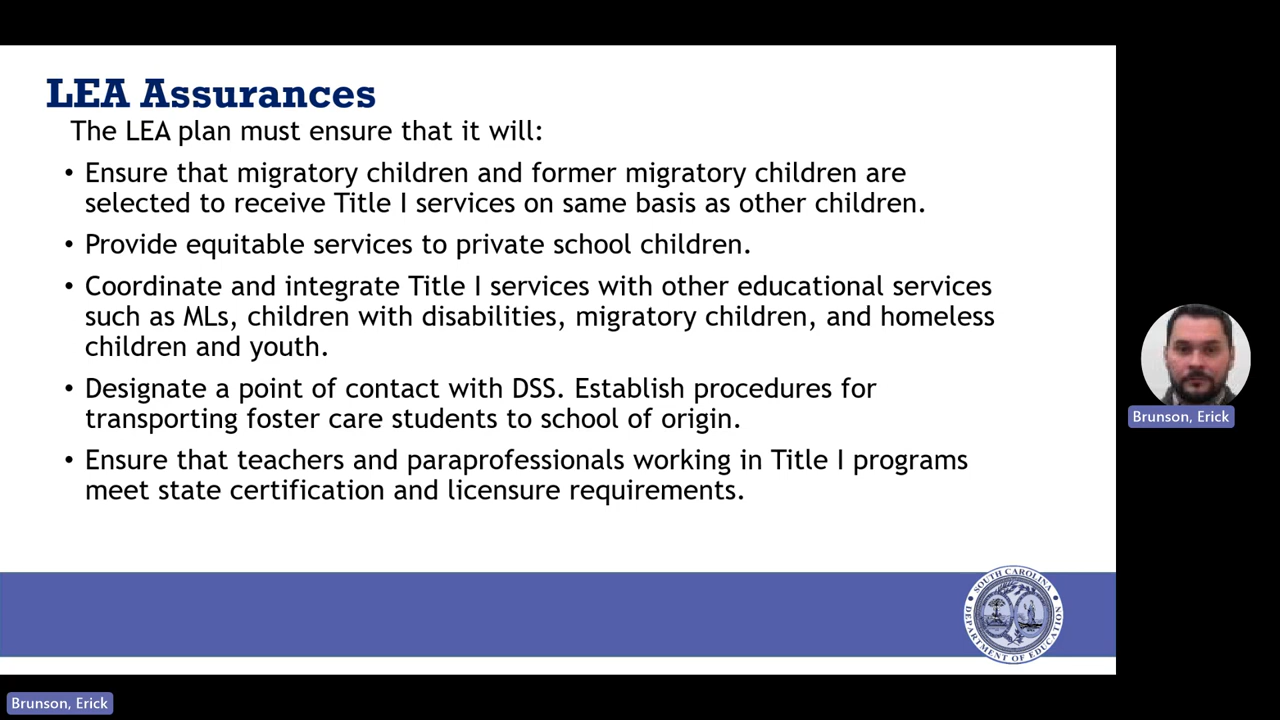 LEA Assurances
The LEA plan must ensure that it will:
• Ensure that migratory children and former migratory children are
selected to receive Title I services on same basis as other children.
• Provide equitable services to private school children.
• Coordinate and integrate Title I services with other educational services
such as MLs, children with disabilities, migratory children, and homeless
children and youth.
• Designate a point of contact with DSS. Establish procedures for
transporting foster care students to school of origin.
• Ensure that teachers and paraprofessionals working in Title I programs
meet state certification and licensure requirements.
SOUTH CAROLINA
DEPARTMENT OF EDUCATION
Brunson, Erick
Brunson, Erick